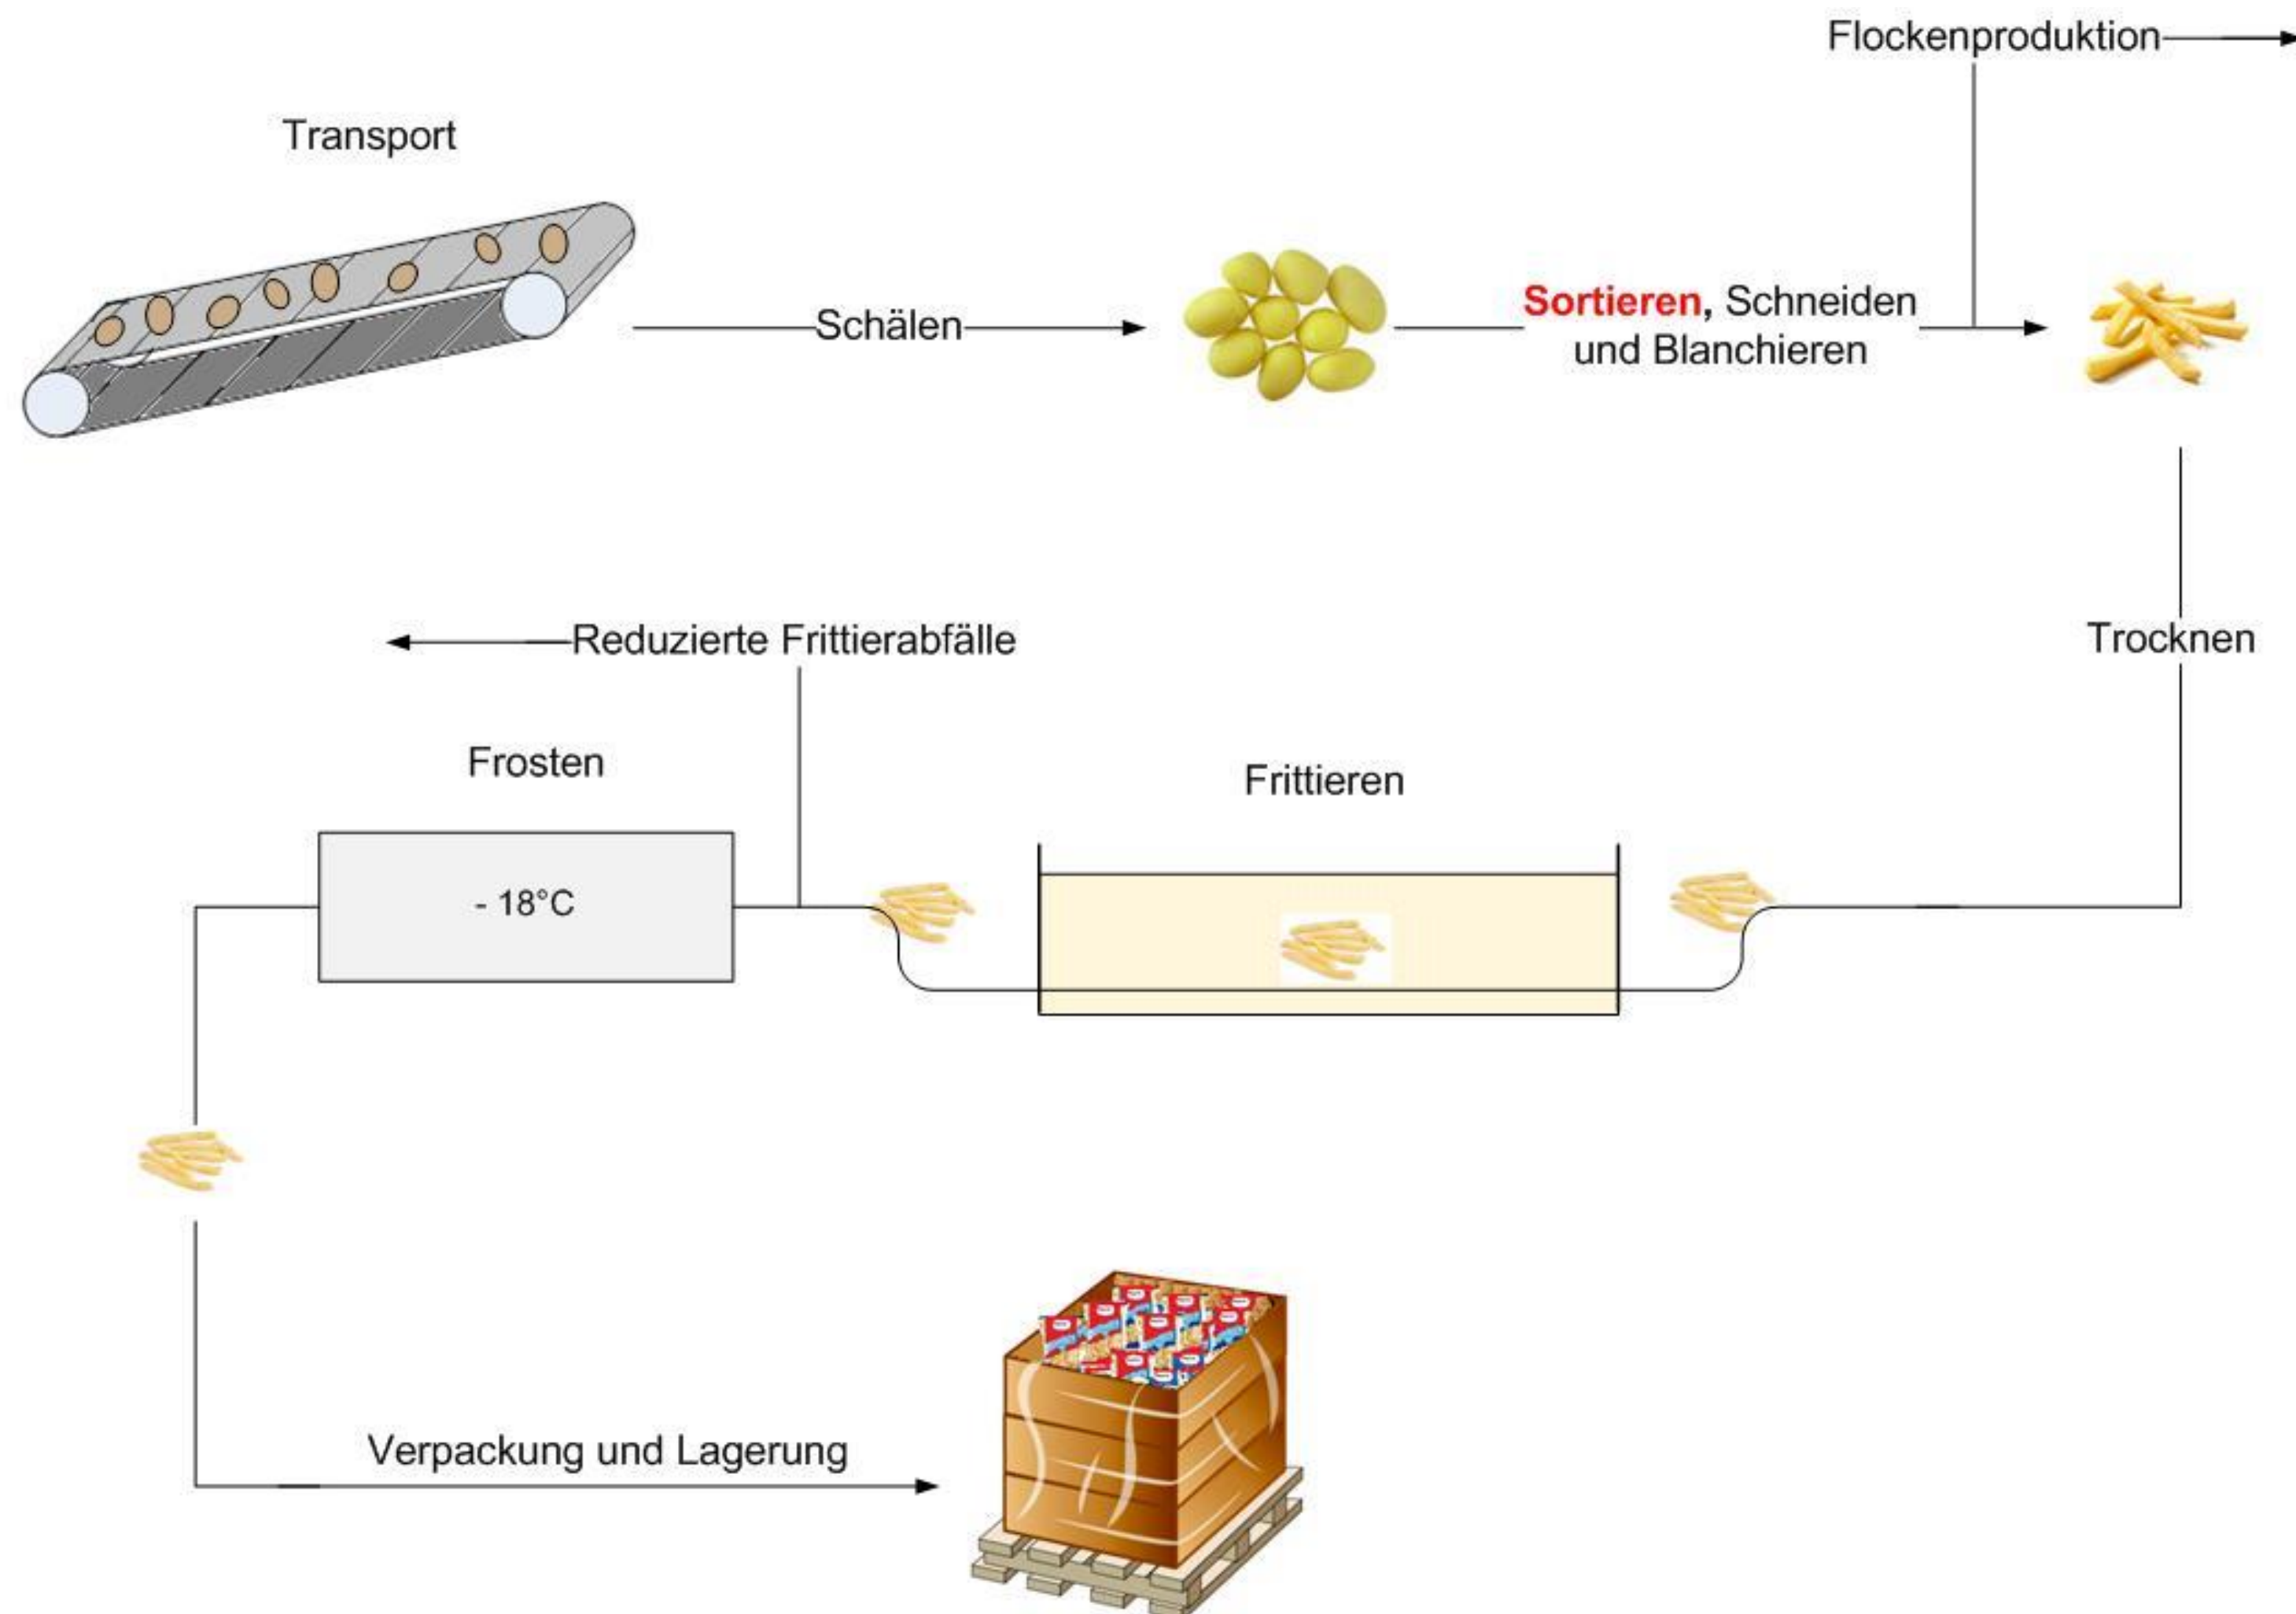 Flockenproduktion
Transport
Schälen
Sortieren, Schneiden
und Blanchieren
Reduzierte Frittierabfälle
Trocknen
Frosten
Frittieren
- 18°C
Verpackung und Lagerung